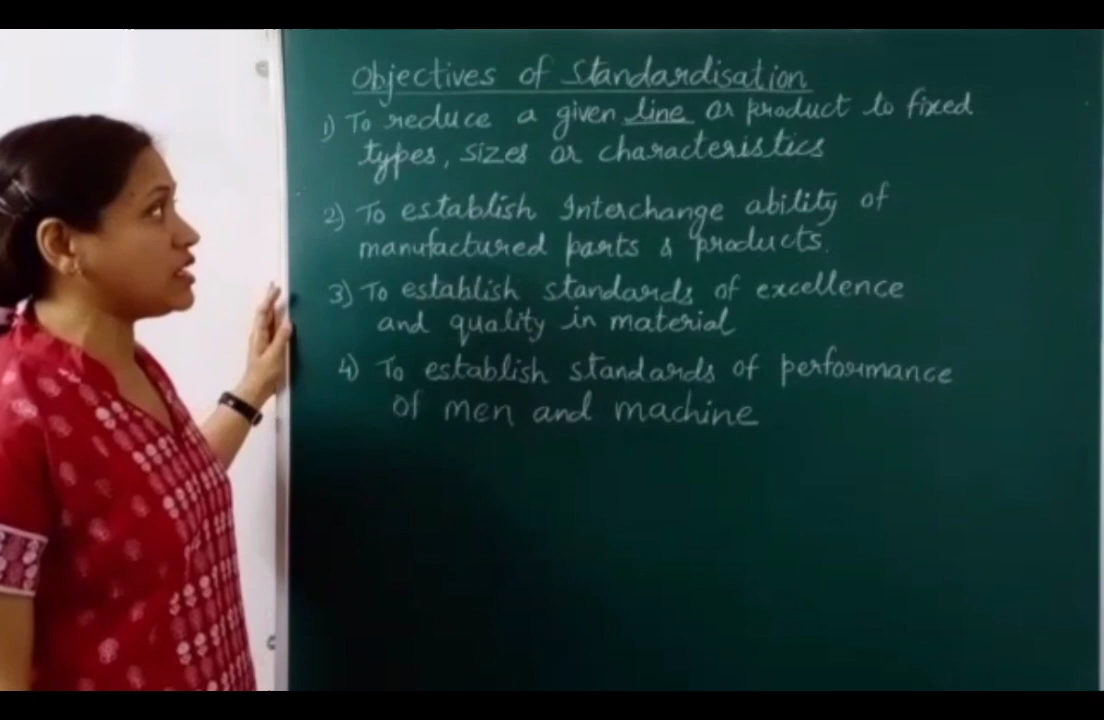 Objectives of Standardisation
1) To reduce a given line or product to fixed
types, sizes or characteristics
2) To establish Interchange ability of
manufactured parts & products.
3) To establish standards of excellence
and quality in material
4) To establish standards of performance
of men and machine